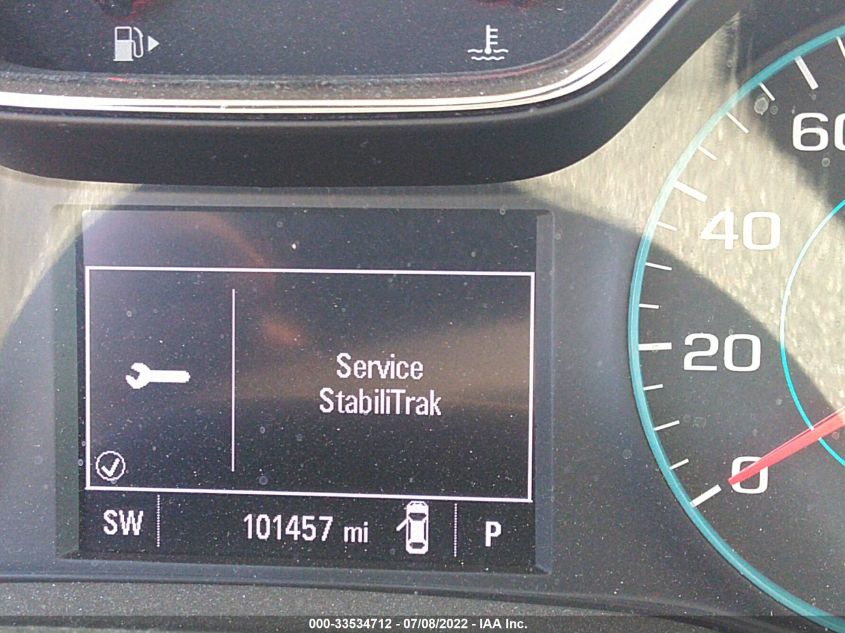 60
40
20
0
Service
StabiliTrak
SW 101457 mi P
000-33534712 - 07/08/2022 - IAA Inc.